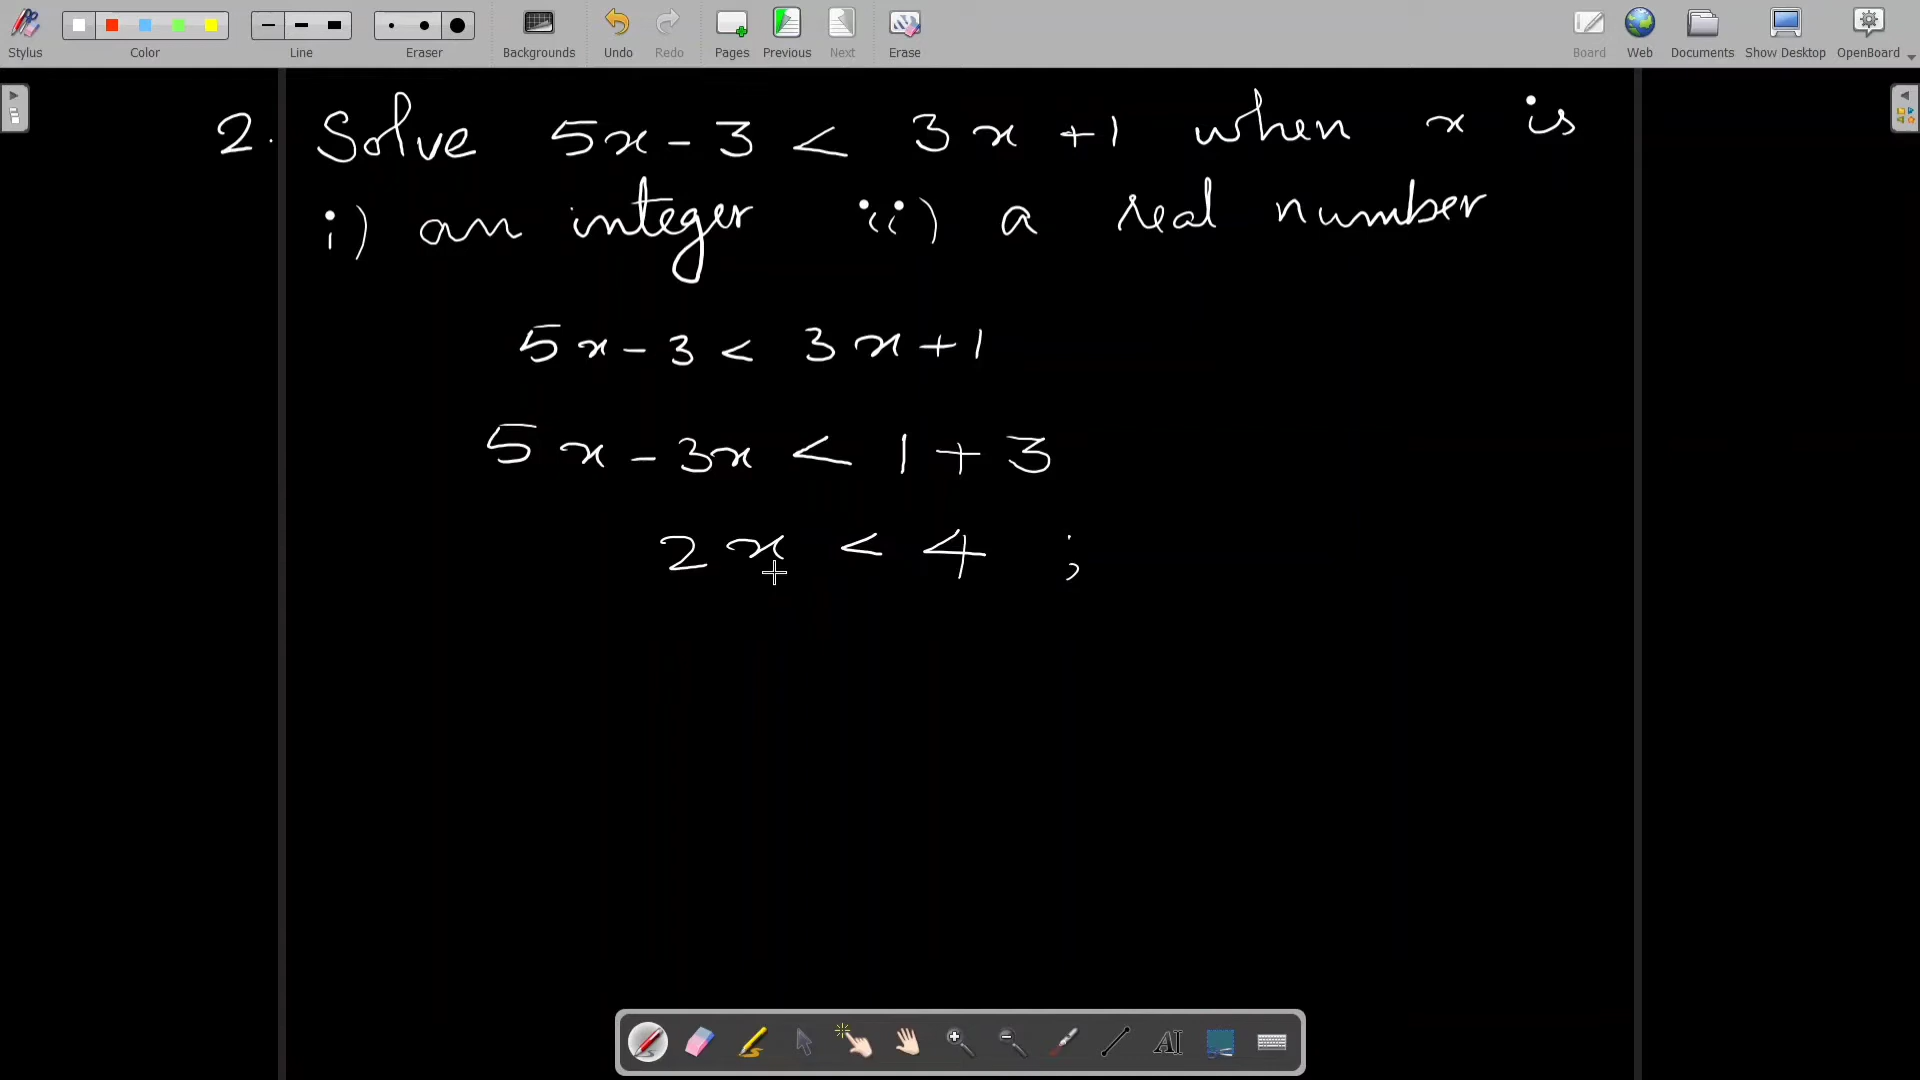 Stylus Color Line Eraser Backgrounds Undo Redo Pages Previous Next Erase Board Web Documents Show Desktop OpenBoard
2. Solve 5x - 3 < 3x + 1 when x is
i) an integer ii) a real number
5x - 3 < 3x + 1
5x - 3x < 1 + 3
2x < 4 ;
AI